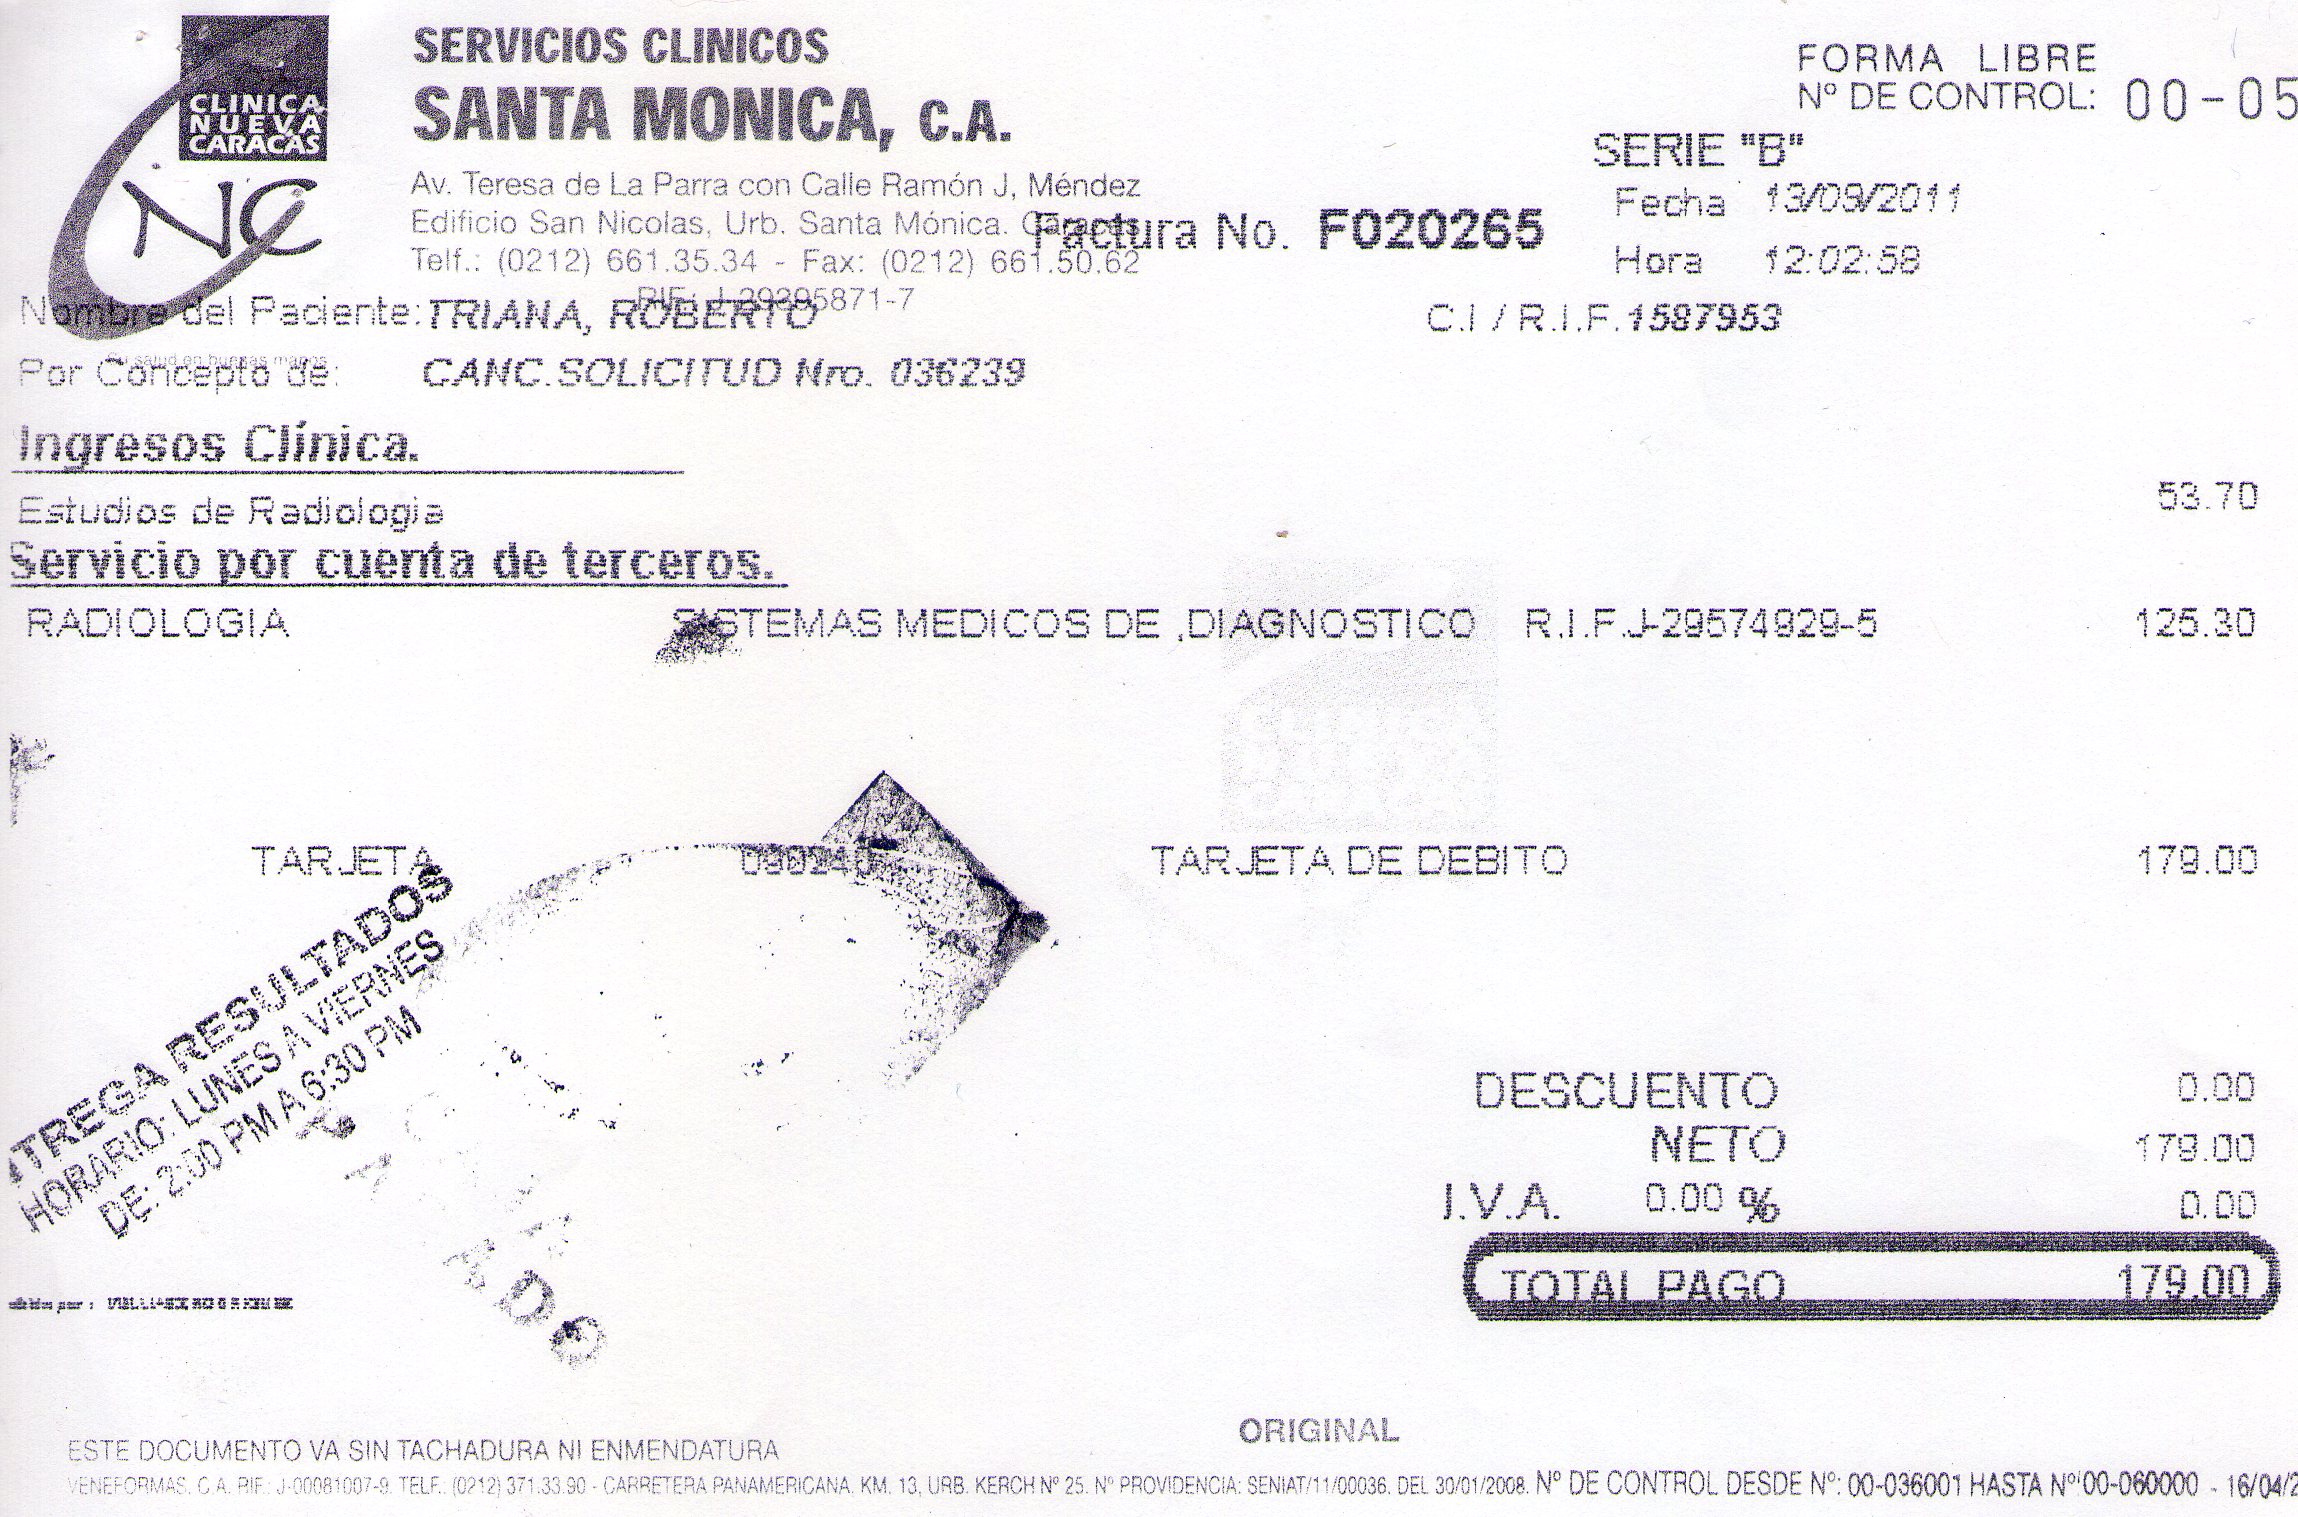 CLINICA
NUEVA
CARACAS
NC
SERVICIOS CLINICOS
SANTA MONICA, C.A.
Av. Teresa de La Parra con Calle Ramón J, Méndez
Edificio San Nicolas, Urb. Santa Mónica. Caracas
Telf.: (0212) 661.35.34 - Fax: (0212) 661.50.62
RIF: J-29395871-7
Su salud en buenas manos
FORMA LIBRE
Nº DE CONTROL: 00-05
SERIE "B"
Fecha 13/09/2011
Factura No. F020265
Hora 12:02:58
Nombre del Paciente: TRIANA, ROBERTO C.I / R.I.F. 1587953
Por Concepto de: CANC.SOLICITUD Nro. 036239
Ingresos Clínica.
Estudios de Radiologia 53.70
Servicio por cuenta de terceros.
RADIOLOGIA SISTEMAS MEDICOS DE ,DIAGNOSTICO R.I.F.J-29574929-5 125.30
TARJETA TARJETA DE DEBITO 179.00
TREGA RESULTADOS
HORARIO: LUNES A VIERNES
DE: 2:00 PM A 6:30 PM
DESCUENTO 0.00
NETO 179.00
I.V.A. 0.00 % 0.00
TOTAL PAGO 179.00
ORIGINAL
ESTE DOCUMENTO VA SIN TACHADURA NI ENMENDATURA
VENEFORMAS, C.A. RIF.: J-00081007-9. TELF.: (0212) 371.33.90 - CARRETERA PANAMERICANA. KM. 13, URB. KERCH Nº 25. Nº PROVIDENCIA: SENIAT/11/00036. DEL 30/01/2008. Nº DE CONTROL DESDE Nº: 00-036001 HASTA Nº 00-060000 - 16/04/2